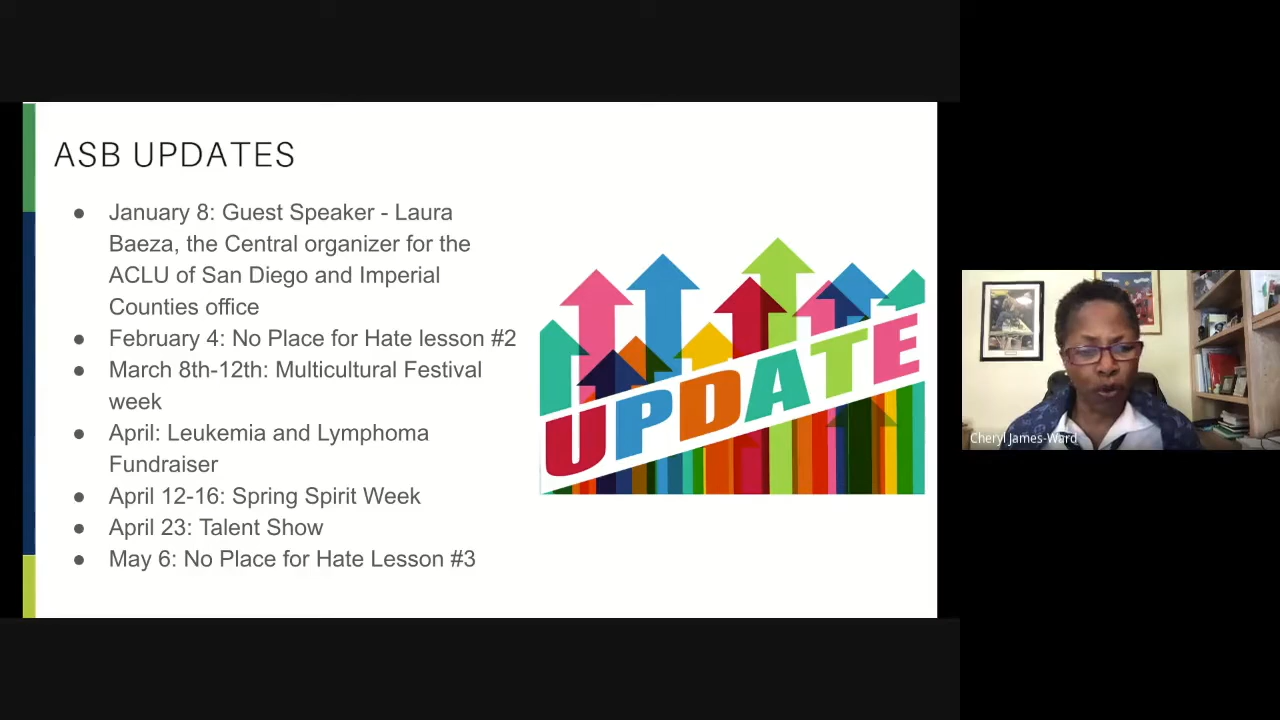 ASB UPDATES
● January 8: Guest Speaker - Laura
Baeza, the Central organizer for the
ACLU of San Diego and Imperial
Counties office
● February 4: No Place for Hate lesson #2
● March 8th-12th: Multicultural Festival
week
● April: Leukemia and Lymphoma
Fundraiser
● April 12-16: Spring Spirit Week
● April 23: Talent Show
● May 6: No Place for Hate Lesson #3
UPDATE
Cheryl James-Ward